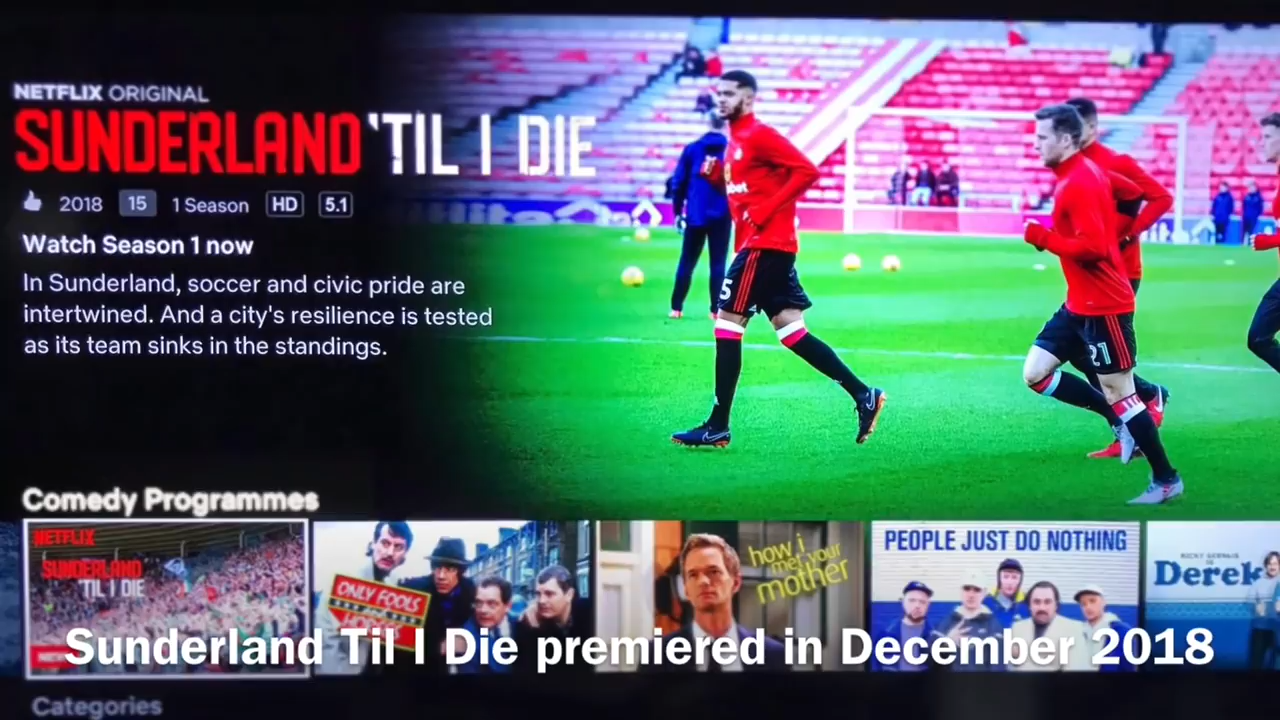 NETFLIX ORIGINAL
SUNDERLAND 'TIL I DIE
2018 15 1 Season HD 5.1
Watch Season 1 now
In Sunderland, soccer and civic pride are
intertwined. And a city's resilience is tested
as its team sinks in the standings.
5
21
Comedy Programmes
NETFLIX
SUNDERLAND
'TIL I DIE
ONLY FOOLS
how i
met your
mother
PEOPLE JUST DO NOTHING
RICKY GERVAIS
Derek
Sunderland Til I Die premiered in December 2018
Categories